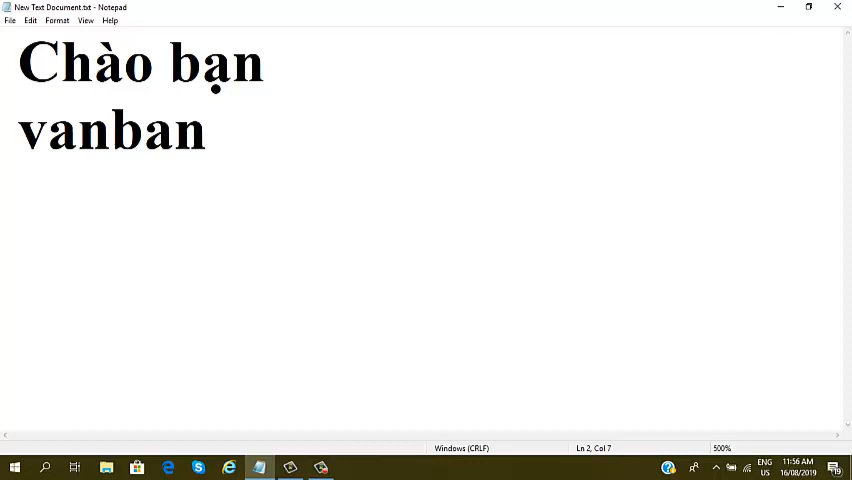 New Text Document.txt - Notepad
File Edit Format View Help
Chào bạn
vanban
Windows (CRLF) Ln 2, Col 7 500%
ENG 11:56 AM
US 16/08/2019 19